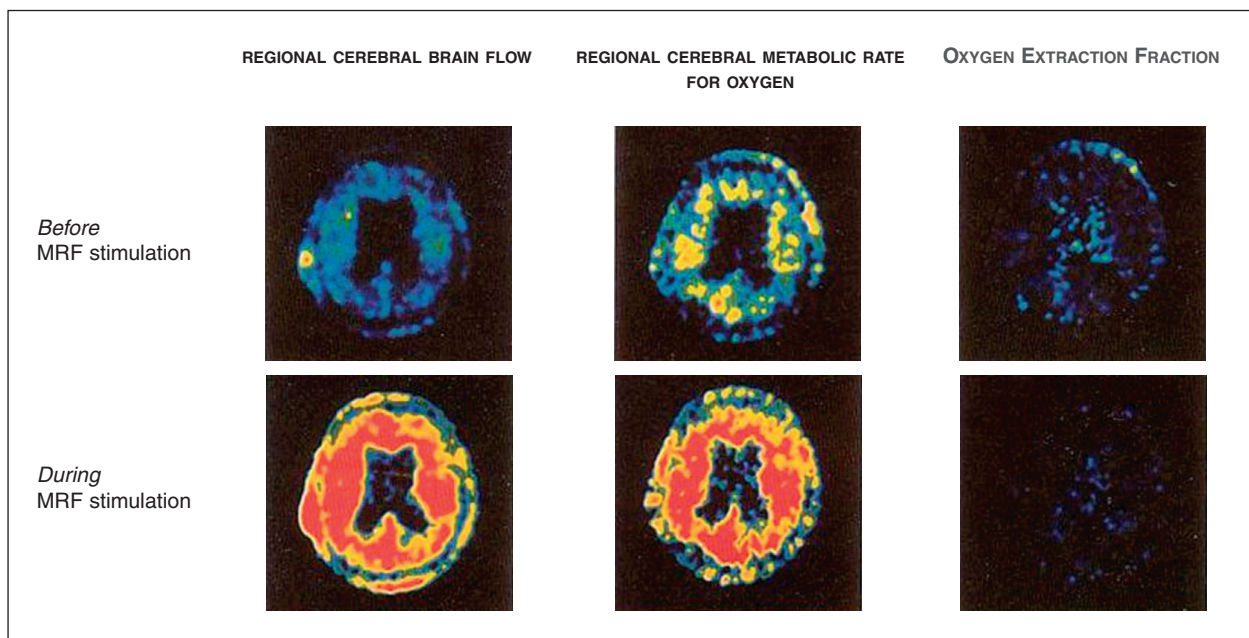 REGIONAL CEREBRAL BRAIN FLOW
REGIONAL CEREBRAL METABOLIC RATE
FOR OXYGEN
OXYGEN EXTRACTION FRACTION
Before
MRF stimulation
During
MRF stimulation